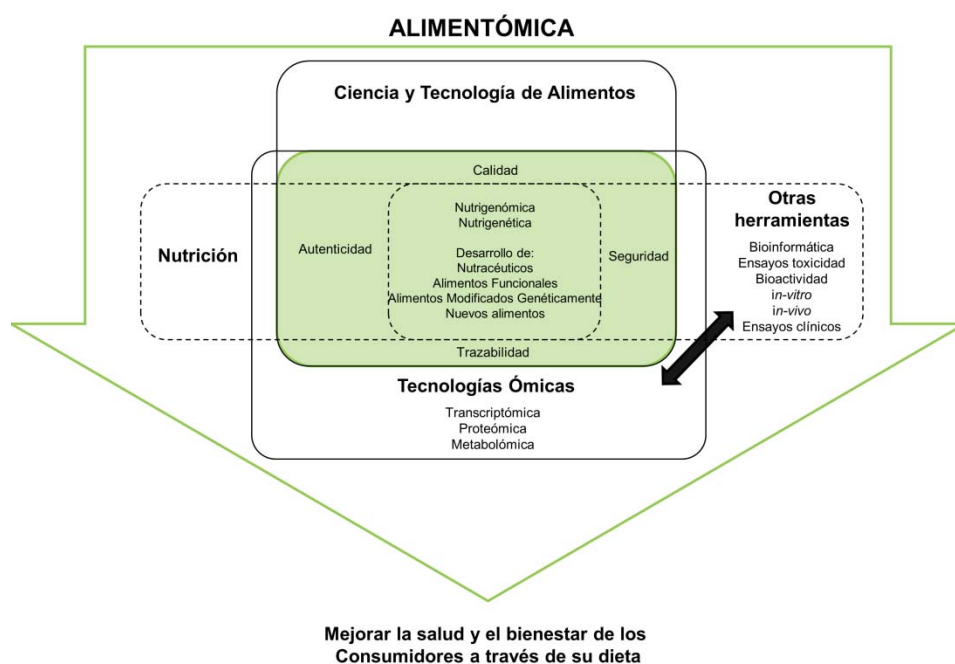 ALIMENTÓMICA
Ciencia y Tecnología de Alimentos
Calidad
Nutrigenómica
Nutrigenética
Autenticidad
Seguridad
Desarrollo de:
Nutracéuticos
Alimentos Funcionales
Alimentos Modificados Genéticamente
Nuevos alimentos
Trazabilidad
Nutrición
Otras
herramientas
Bioinformática
Ensayos toxicidad
Bioactividad
in-vitro
in-vivo
Ensayos clínicos
Tecnologías Ómicas
Transcriptómica
Proteómica
Metabolómica
Mejorar la salud y el bienestar de los
Consumidores a través de su dieta